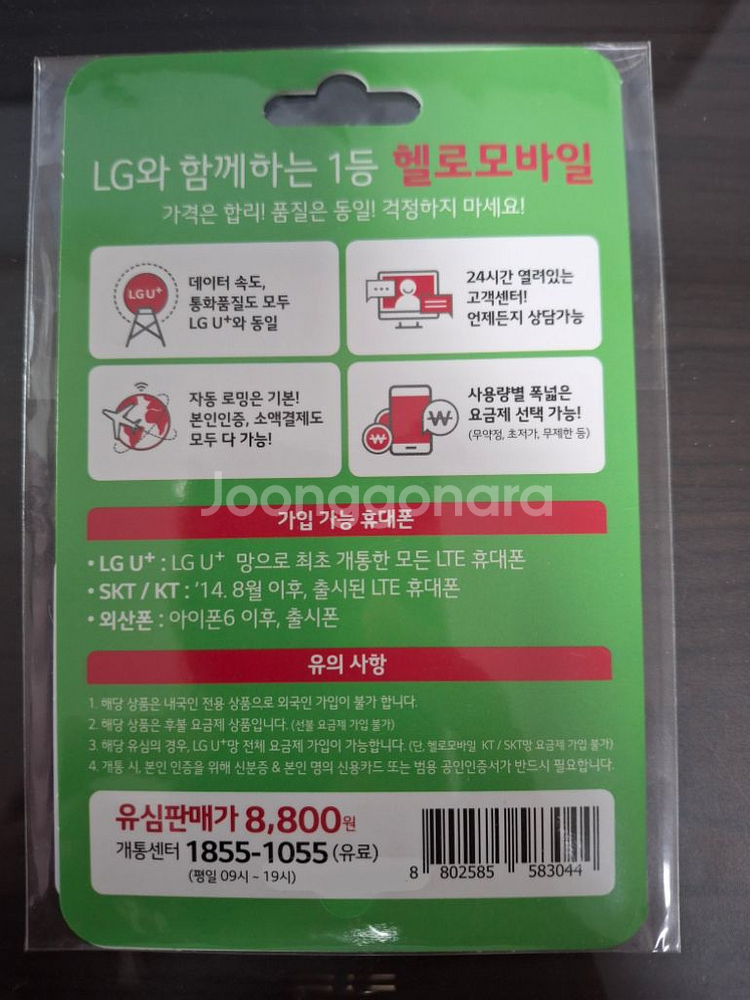 LG와 함께하는 1등 헬로모바일
가격은 합리! 품질은 동일! 걱정하지 마세요!
LG U+
데이터 속도,
통화품질도 모두
LG U+와 동일
24시간 열려있는
고객센터!
언제든지 상담가능
자동 로밍은 기본!
본인인증, 소액결제도
모두 다 가능!
사용량별 폭넓은
요금제 선택 가능!
(무약정, 초저가, 무제한 등)
Joonggonara
가입 가능 휴대폰
• LG U+ : LG U+ 망으로 최초 개통한 모든 LTE 휴대폰
• SKT / KT : '14. 8월 이후, 출시된 LTE 휴대폰
• 외산폰 : 아이폰6 이후, 출시폰
유의 사항
1. 해당 상품은 내국인 전용 상품으로 외국인 가입이 불가 합니다.
2. 해당 상품은 후불 요금제 상품입니다. (선불 요금제 가입 불가)
3. 해당 유심의 경우, LG U+망 전체 요금제 가입이 가능합니다. (단, 헬로모바일 KT / SKT망 요금제 가입 불가)
4. 개통 시, 본인 인증을 위해 신분증 & 본인 명의 신용카드 또는 범용 공인인증서가 반드시 필요합니다.
유심판매가 8,800원
개통센터 1855-1055 (유료)
(평일 09시 ~ 19시)
8 802585 583044